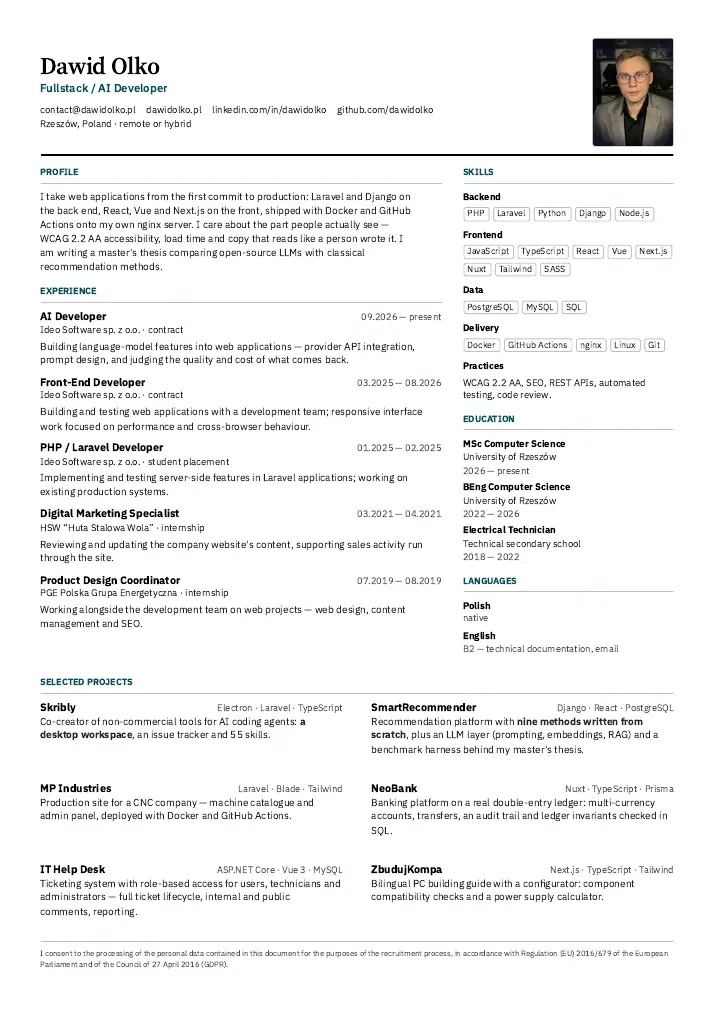 Dawid Olko
Fullstack / AI Developer
contact@dawidolko.pl dawidolko.pl linkedin.com/in/dawidolko github.com/dawidolko
Rzeszów, Poland · remote or hybrid
PROFILE
I take web applications from the first commit to production: Laravel and Django on
the back end, React, Vue and Next.js on the front, shipped with Docker and GitHub
Actions onto my own nginx server. I care about the part people actually see —
WCAG 2.2 AA accessibility, load time and copy that reads like a person wrote it. I
am writing a master's thesis comparing open-source LLMs with classical
recommendation methods.
EXPERIENCE
AI Developer 09.2026 — present
Ideo Software sp. z o.o. · contract
Building language-model features into web applications — provider API integration,
prompt design, and judging the quality and cost of what comes back.
Front-End Developer 03.2025 — 08.2026
Ideo Software sp. z o.o. · contract
Building and testing web applications with a development team; responsive interface
work focused on performance and cross-browser behaviour.
PHP / Laravel Developer 01.2025 — 02.2025
Ideo Software sp. z o.o. · student placement
Implementing and testing server-side features in Laravel applications; working on
existing production systems.
Digital Marketing Specialist 03.2021 — 04.2021
HSW “Huta Stalowa Wola” · internship
Reviewing and updating the company website's content, supporting sales activity run
through the site.
Product Design Coordinator 07.2019 — 08.2019
PGE Polska Grupa Energetyczna · internship
Working alongside the development team on web projects — web design, content
management and SEO.
SKILLS
Backend
PHP Laravel Python Django Node.js
Frontend
JavaScript TypeScript React Vue Next.js
Nuxt Tailwind SASS
Data
PostgreSQL MySQL SQL
Delivery
Docker GitHub Actions nginx Linux Git
Practices
WCAG 2.2 AA, SEO, REST APIs, automated
testing, code review.
EDUCATION
MSc Computer Science
University of Rzeszów
2026 — present
BEng Computer Science
University of Rzeszów
2022 — 2026
Electrical Technician
Technical secondary school
2018 — 2022
LANGUAGES
Polish
native
English
B2 — technical documentation, email
SELECTED PROJECTS
Skribly Electron · Laravel · TypeScript
Co-creator of non-commercial tools for AI coding agents: a
desktop workspace, an issue tracker and 55 skills.
SmartRecommender Django · React · PostgreSQL
Recommendation platform with nine methods written from
scratch, plus an LLM layer (prompting, embeddings, RAG) and a
benchmark harness behind my master's thesis.
MP Industries Laravel · Blade · Tailwind
Production site for a CNC company — machine catalogue and
admin panel, deployed with Docker and GitHub Actions.
NeoBank Nuxt · TypeScript · Prisma
Banking platform on a real double-entry ledger: multi-currency
accounts, transfers, an audit trail and ledger invariants checked in
SQL.
IT Help Desk ASP.NET Core · Vue 3 · MySQL
Ticketing system with role-based access for users, technicians and
administrators — full ticket lifecycle, internal and public
comments, reporting.
ZbudujKompa Next.js · TypeScript · Tailwind
Bilingual PC building guide with a configurator: component
compatibility checks and a power supply calculator.
I consent to the processing of the personal data contained in this document for the purposes of the recruitment process, in accordance with Regulation (EU) 2016/679 of the European
Parliament and of the Council of 27 April 2016 (GDPR).